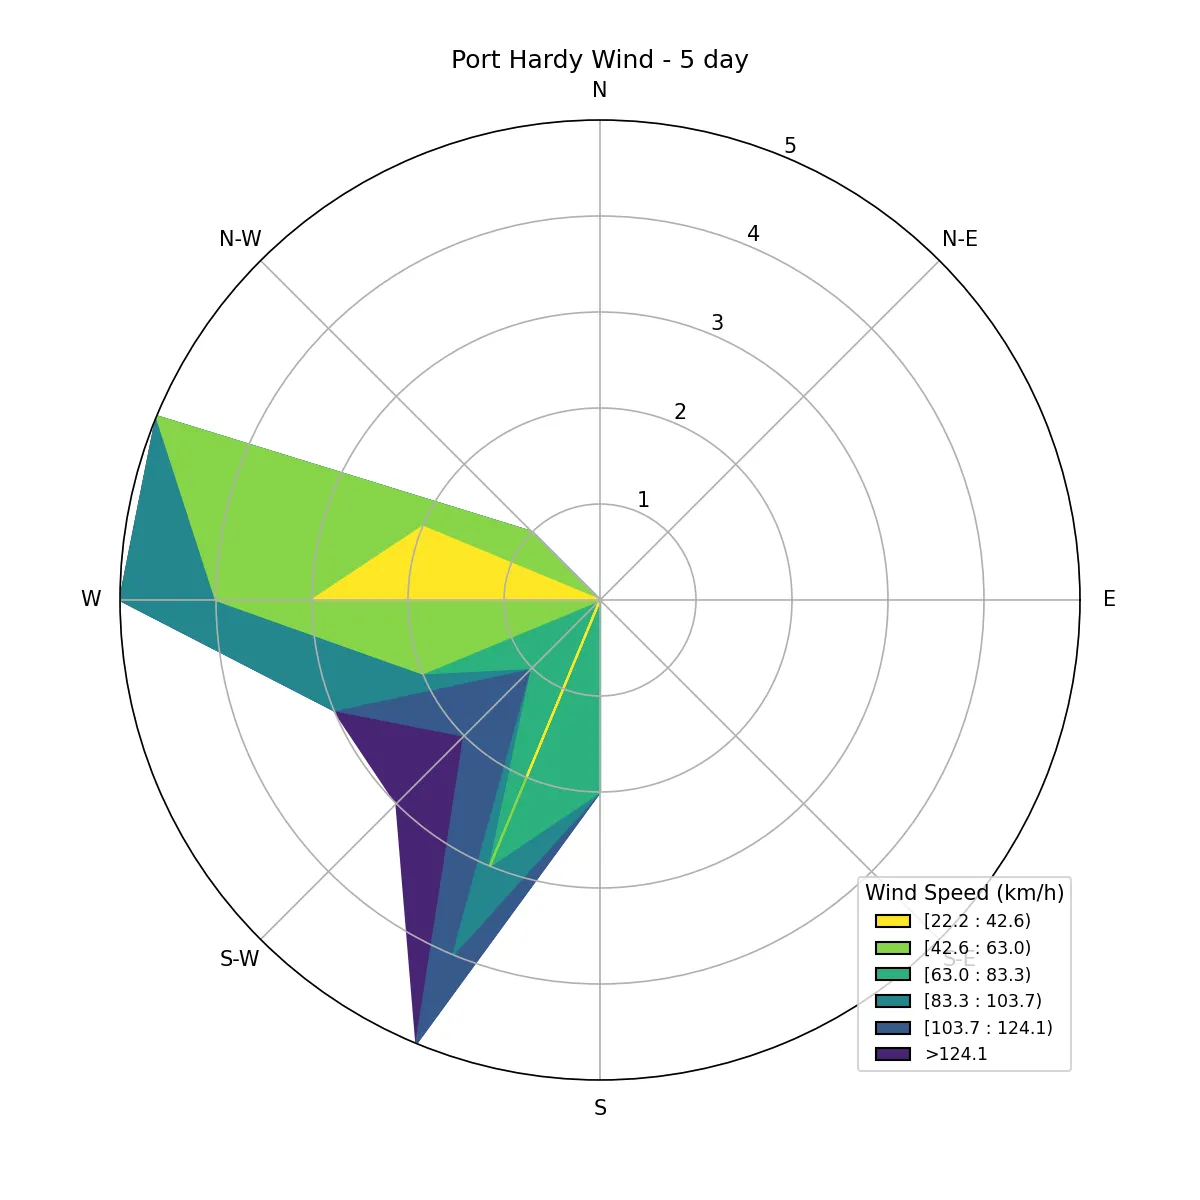 Port Hardy Wind - 5 day
N
5
N-W
4
N-E
3
2
1
W
E
S-W
S-E
Wind Speed (km/h)
[22.2 : 42.6)
[42.6 : 63.0)
[63.0 : 83.3)
[83.3 : 103.7)
[103.7 : 124.1)
>124.1
S